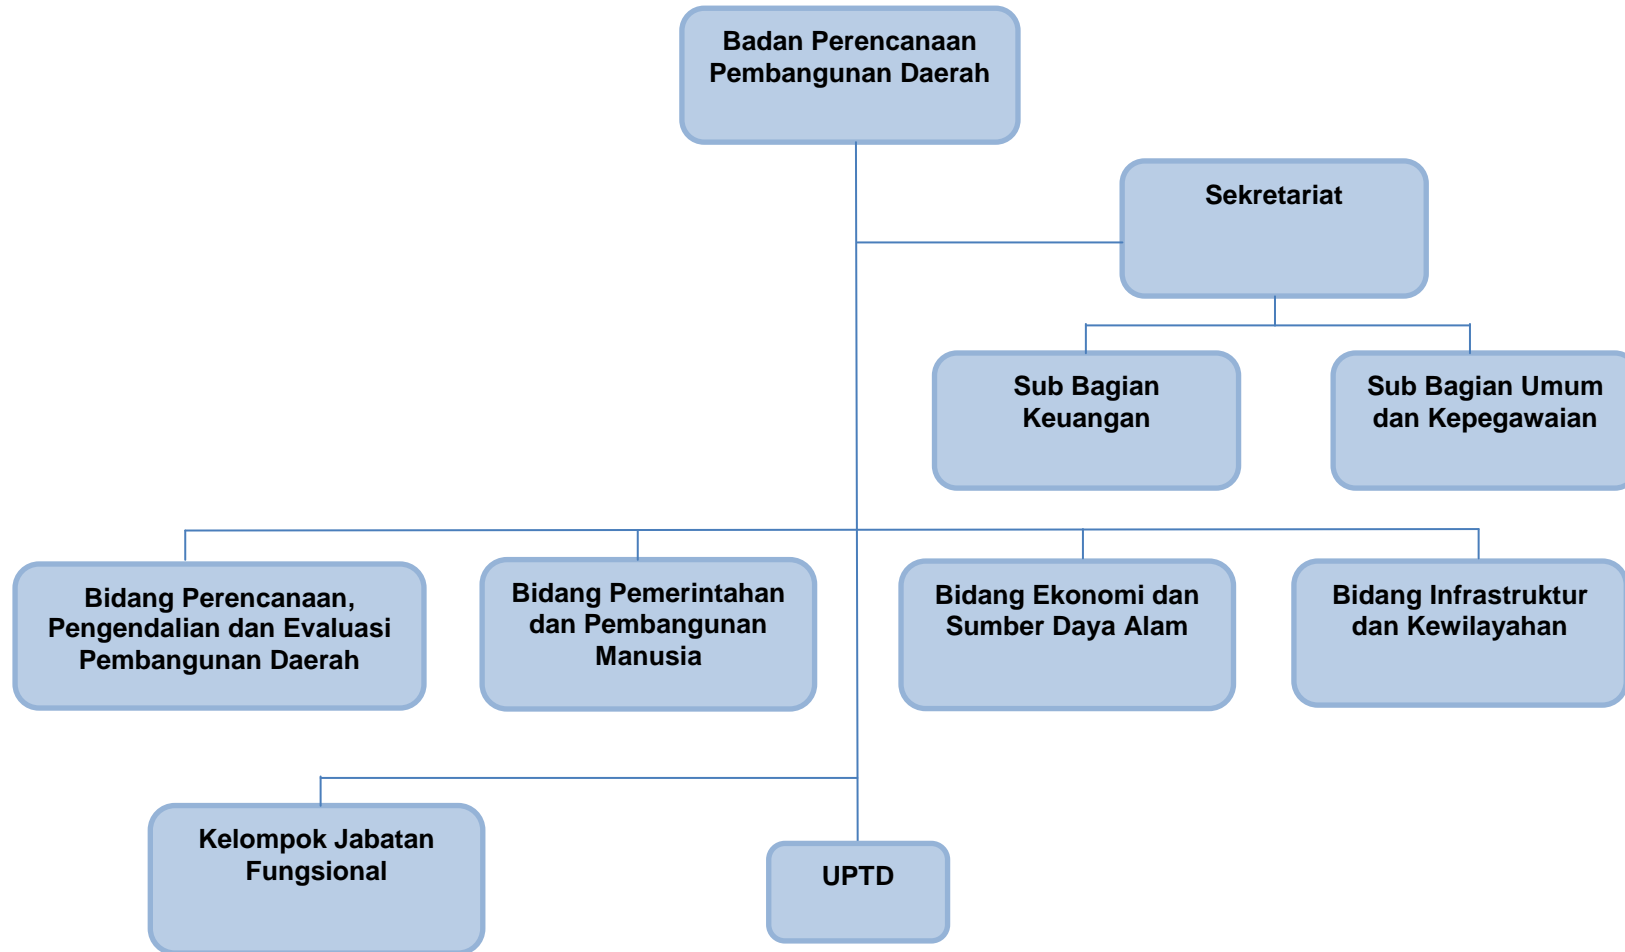 Badan Perencanaan
Pembangunan Daerah
Sekretariat
Sub Bagian
Keuangan
Sub Bagian Umum
dan Kepegawaian
Bidang Perencanaan,
Pengendalian dan Evaluasi
Pembangunan Daerah
Bidang Pemerintahan
dan Pembangunan
Manusia
Bidang Ekonomi dan
Sumber Daya Alam
Bidang Infrastruktur
dan Kewilayahan
Kelompok Jabatan
Fungsional
UPTD